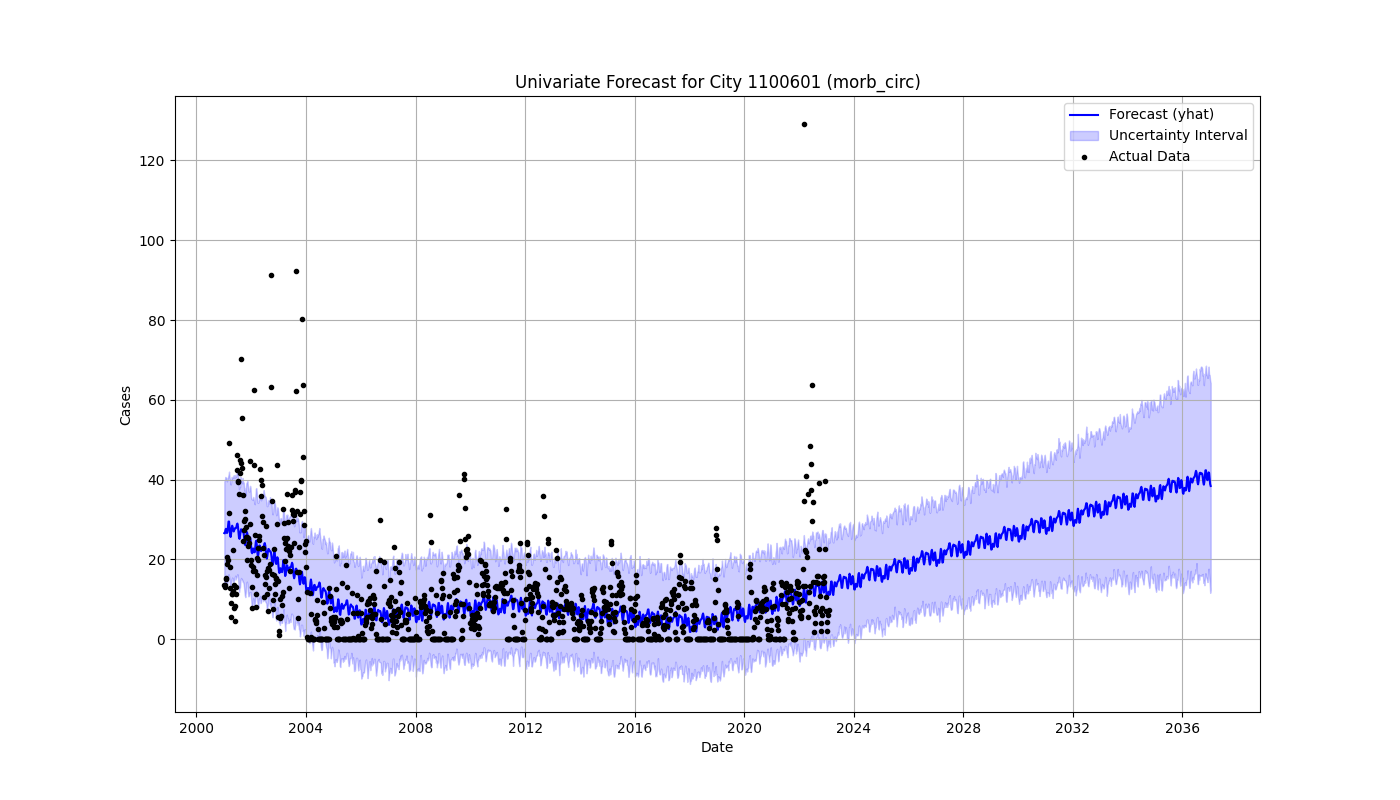 Univariate Forecast for City 1100601 (morb_circ)
Forecast (yhat)
Uncertainty Interval
Actual Data
120
100
80
60
40
20
0
Cases
2000 2004 2008 2012 2016 2020 2024 2028 2032 2036
Date